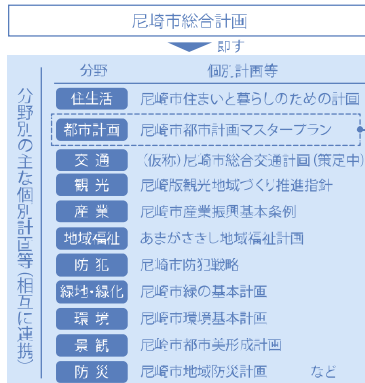 尼崎市総合計画
即す
分野 個別計画等
分野別の主な個別計画等(相互に連携)
住生活 尼崎市住まいと暮らしのための計画
都市計画 尼崎市都市計画マスタープラン
交通 (仮称)尼崎市総合交通計画(策定中)
観光 尼崎版観光地域づくり推進指針
産業 尼崎市産業振興基本条例
地域福祉 あまがさきし地域福祉計画
防犯 尼崎市防犯戦略
緑地・緑化 尼崎市緑の基本計画
環境 尼崎市環境基本計画
景観 尼崎市都市美形成計画
防災 尼崎市地域防災計画 など